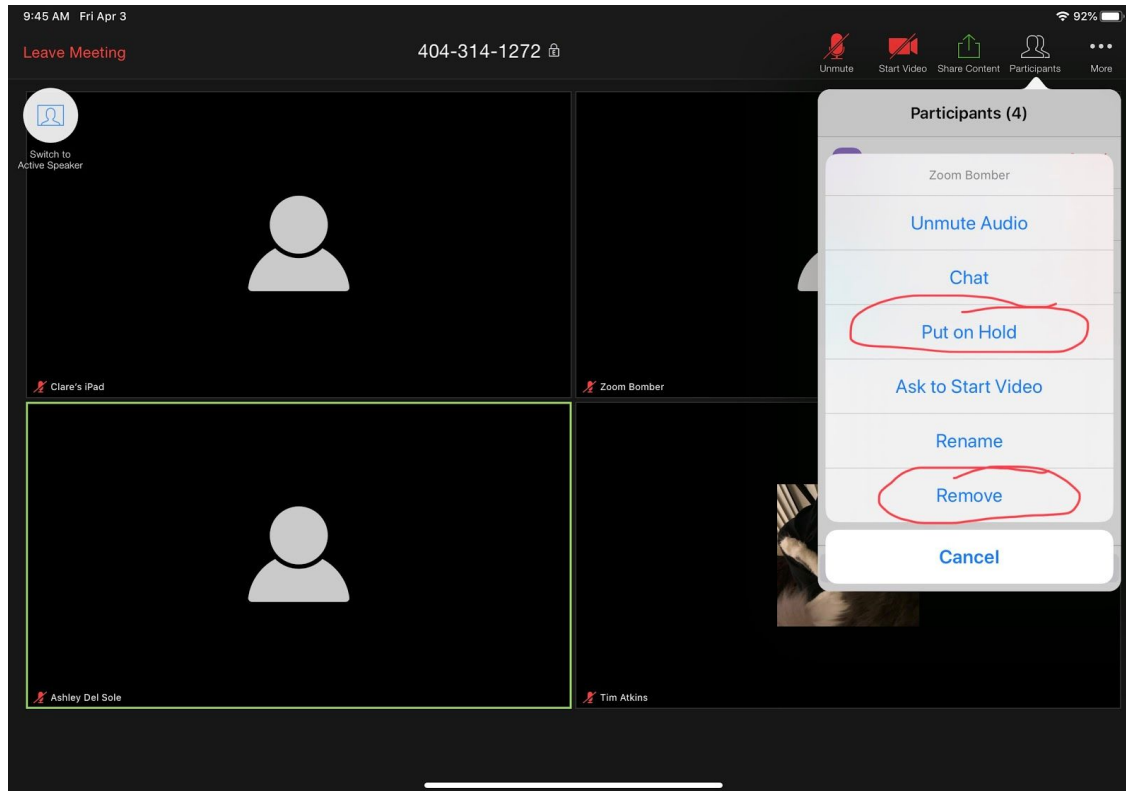 9:45 AM Fri Apr 3
92%
Leave Meeting
404-314-1272
Unmute
Start Video
Share Content
Participants
More
Switch to
Active Speaker
Participants (4)
Zoom Bomber
Unmute Audio
Chat
Put on Hold
Ask to Start Video
Rename
Remove
Cancel
Clare's iPad
Zoom Bomber
Ashley Del Sole
Tim Atkins